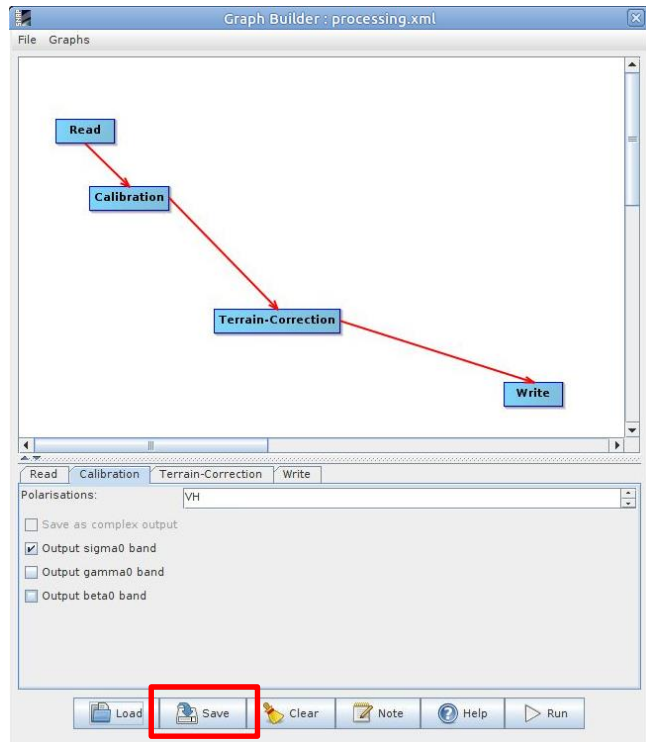 Graph Builder : processing.xml
File Graphs
Read
Calibration
Terrain-Correction
Write
Read Calibration Terrain-Correction Write
Polarisations: VH
Save as complex output
Output sigma0 band
Output gamma0 band
Output beta0 band
Load Save Clear Note Help Run